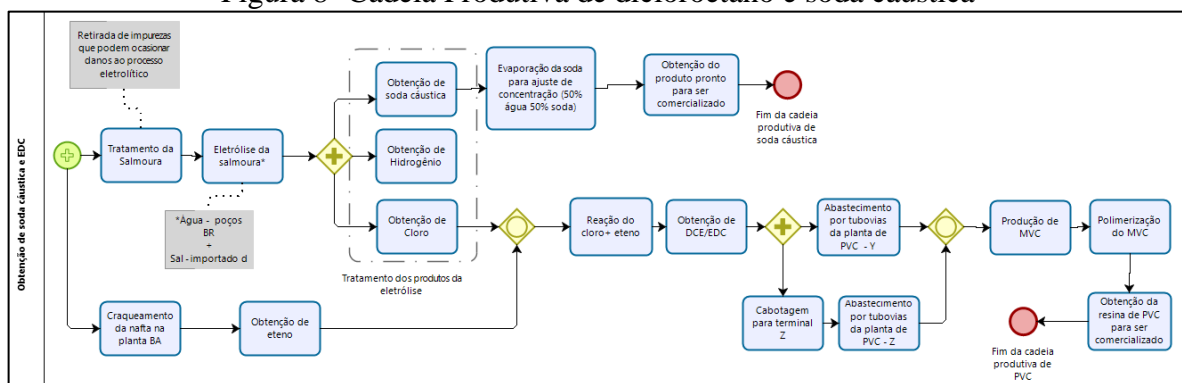 Figura 8- Cadeia Produtiva de dicloroetano e soda cáustica
Obtenção de soda cáustica e EDC
Retirada de impurezas
que podem ocasionar
danos ao processo
eletrolítico
Tratamento da
Salmoura
Eletrólise da
salmoura*
*Água - poços
BR
+
Sal - importado d
Obtenção de
soda cáustica
Obtenção de
Hidrogênio
Obtenção de
Cloro
Tratamento dos produtos da
eletrólise
Evaporação da soda
para ajuste de
concentração (50%
água 50% soda)
Obtenção do
produto pronto
para ser
comercializado
Fim da cadeia
produtiva de
soda cáustica
Craqueamento
da nafta na
planta BA
Obtenção de
eteno
Reação do
cloro+ eteno
Obtenção de
DCE/EDC
Abastecimento
por tubovias
da planta de
PVC - Y
Cabotagem
para terminal
Z
Abastecimento
por tubovias
da planta de
PVC - Z
Produção de
MVC
Polimerização
do MVC
Obtenção da
resina de PVC
para ser
comercializado
Fim da cadeia
produtiva de
PVC